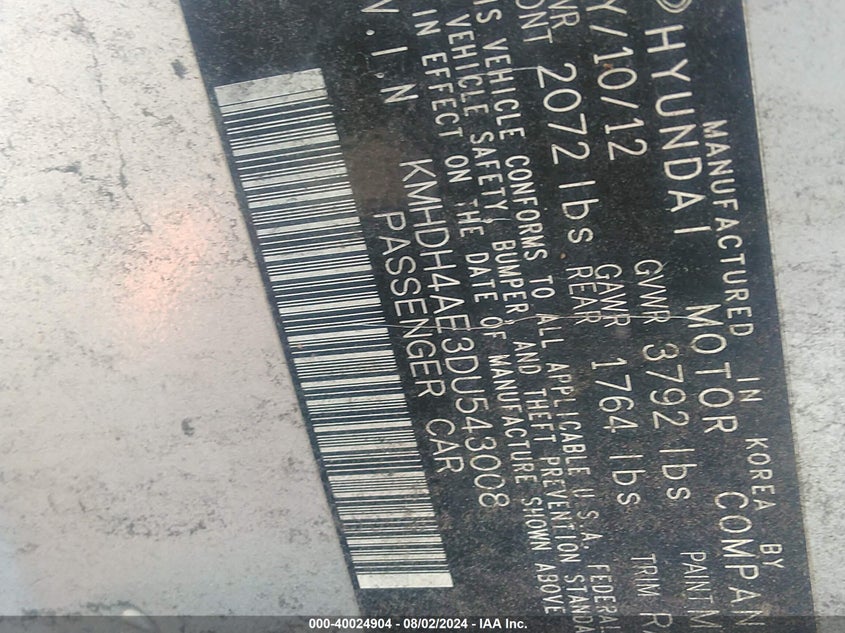 MANUFACTURED IN KOREA BY
HYUNDAI MOTOR COMPAN
Y/10/12 GVWR 3792 lbs PAINT M
VR GAWR 1764 lbs TRIM R
ONT 2072 lbs REAR
IS VEHICLE CONFORMS TO ALL APPLICABLE U.S.A. FEDERAL
VEHICLE SAFETY, BUMPER, AND THEFT PREVENTION STANDA
IN EFFECT ON THE DATE OF MANUFACTURE SHOWN ABOVE
V.I.N KMHDH4AE3DU543008
PASSENGER CAR
000-40024904 - 08/02/2024 - IAA Inc.